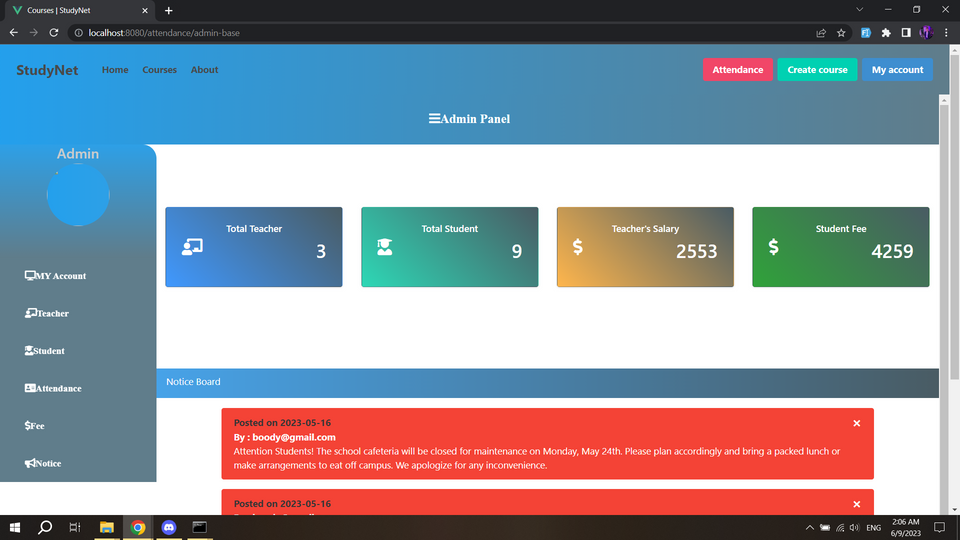 Courses | StudyNet
localhost:8080/attendance/admin-base
StudyNet Home Courses About Attendance Create course My account
Admin Panel
Admin
Total Teacher
3
Total Student
9
Teacher's Salary
2553
Student Fee
4259
MY Account
Teacher
Student
Attendance
Fee
Notice
Notice Board
Posted on 2023-05-16
By : boody@gmail.com
Attention Students! The school cafeteria will be closed for maintenance on Monday, May 24th. Please plan accordingly and bring a packed lunch or
make arrangements to eat off campus. We apologize for any inconvenience.
Posted on 2023-05-16
ENG
2:06 AM
6/9/2023